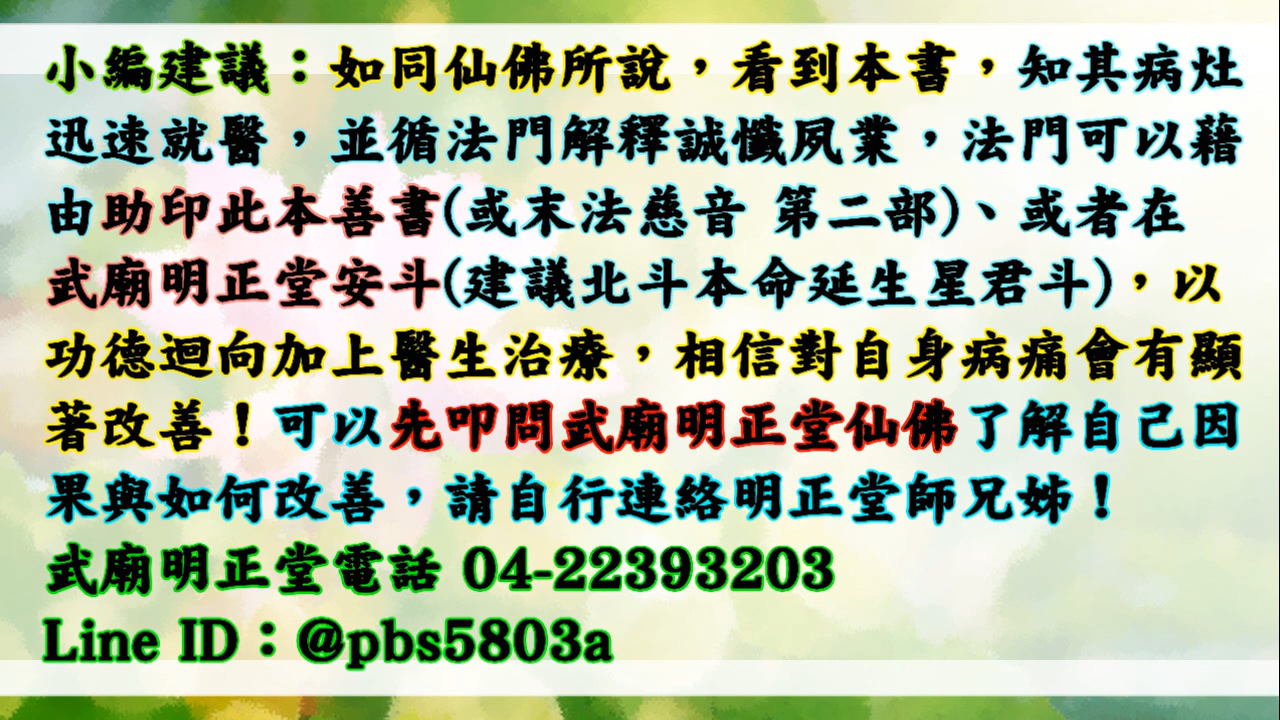 小編建議：如同仙佛所說，看到本書，知其病灶
迅速就醫，並循法門解釋誠懺夙業，法門可以藉
由助印此本善書(或末法慈音 第二部)、或者在
武廟明正堂安斗(建議北斗本命延生星君斗)，以
功德迴向加上醫生治療，相信對自身病痛會有顯
著改善！可以先叩問武廟明正堂仙佛了解自己因
果與如何改善，請自行連絡明正堂師兄姊！
武廟明正堂電話 04-22393203
Line ID：@pbs5803a